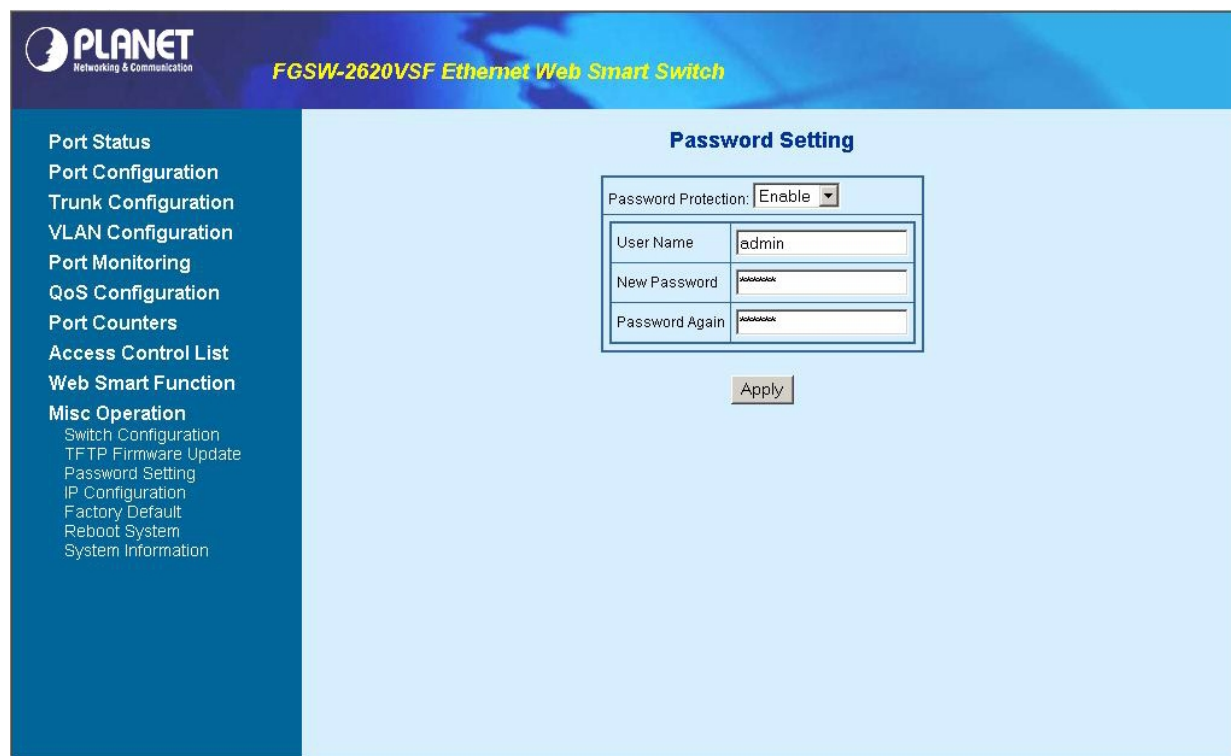 PLANET
Networking & Communication
FGSW-2620VSF Ethernet Web Smart Switch
Port Status
Port Configuration
Trunk Configuration
VLAN Configuration
Port Monitoring
QoS Configuration
Port Counters
Access Control List
Web Smart Function
Misc Operation
Switch Configuration
TFTP Firmware Update
Password Setting
IP Configuration
Factory Default
Reboot System
System Information
Password Setting
Password Protection: Enable
User Name admin
New Password ******
Password Again ******
Apply